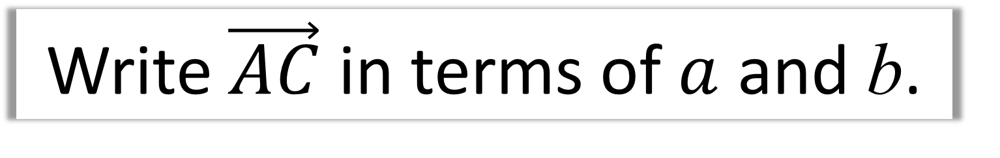 Write $\overrightarrow{AC}$ in terms of $a$ and $b$.